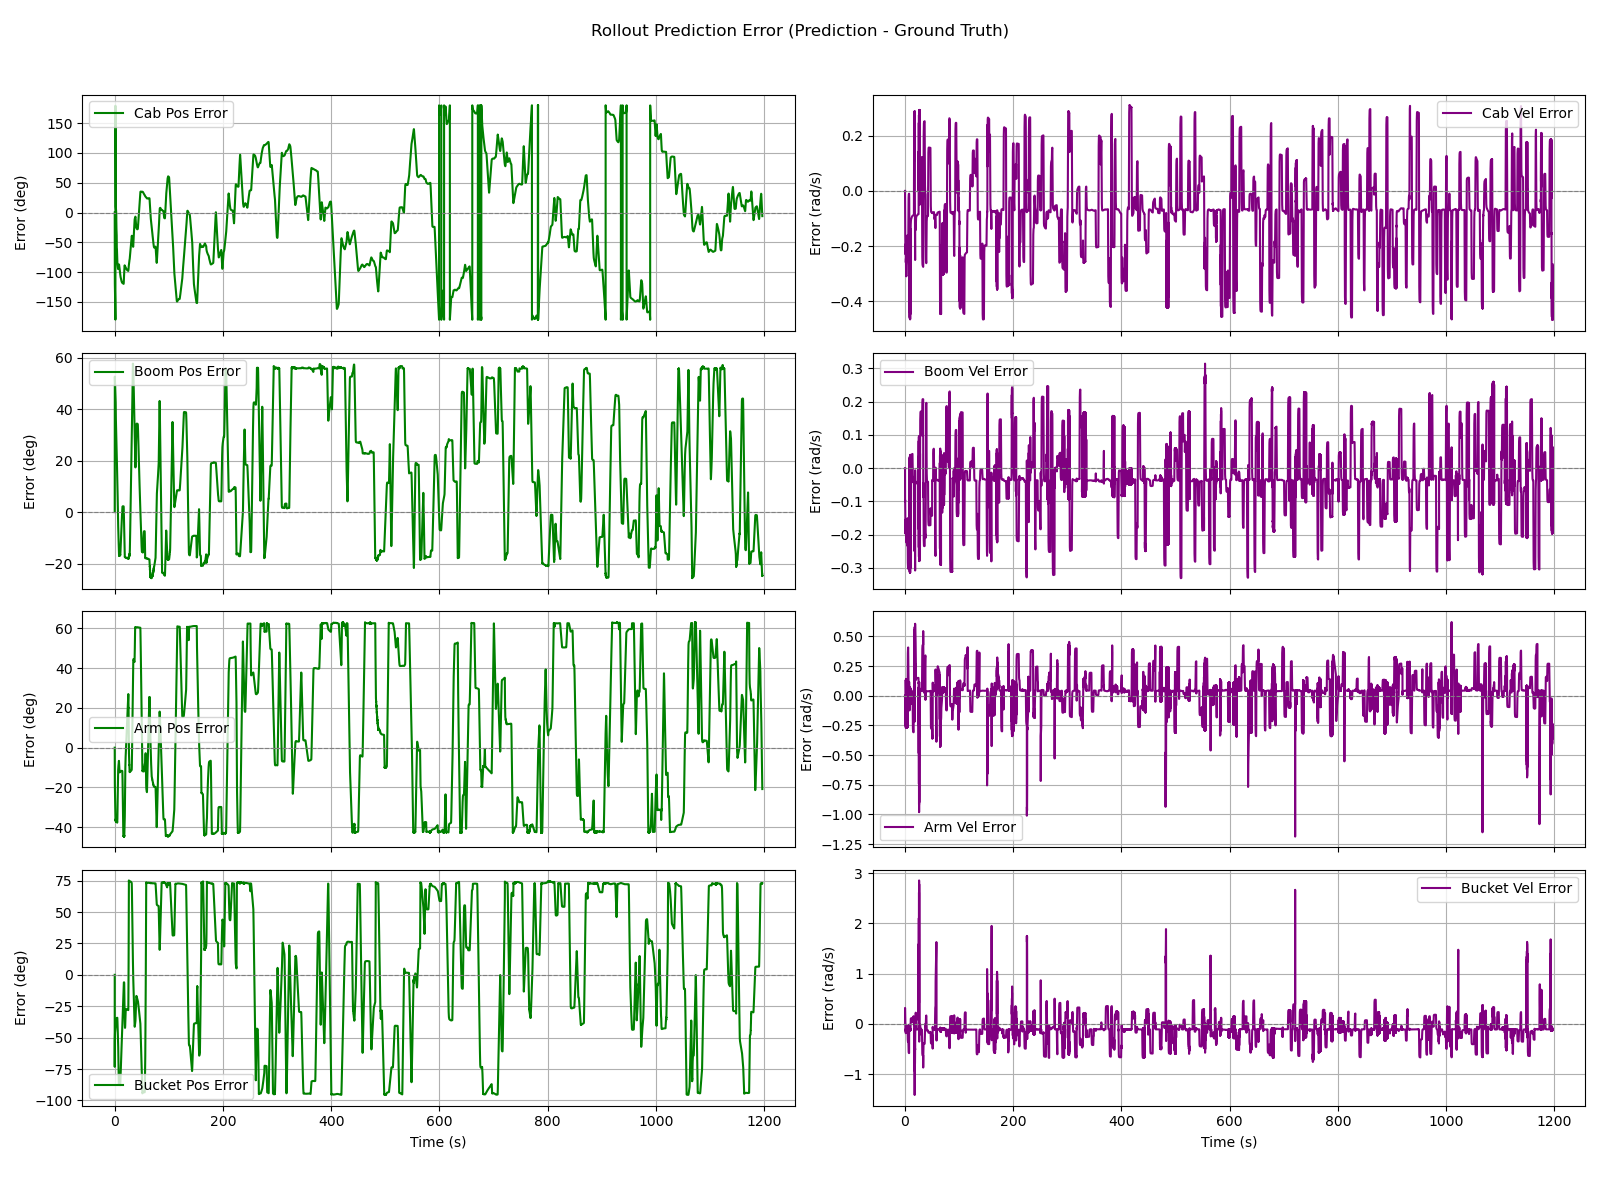 Rollout Prediction Error (Prediction - Ground Truth)
Error (deg)
150
100
50
0
−50
−100
−150
Cab Pos Error
Error (rad/s)
0.2
0.0
−0.2
−0.4
Cab Vel Error
Error (deg)
60
40
20
0
−20
Boom Pos Error
Error (rad/s)
0.3
0.2
0.1
0.0
−0.1
−0.2
−0.3
Boom Vel Error
Error (deg)
60
40
20
0
−20
−40
Arm Pos Error
Error (rad/s)
0.50
0.25
0.00
−0.25
−0.50
−0.75
−1.00
−1.25
Arm Vel Error
Error (deg)
75
50
25
0
−25
−50
−75
−100
Bucket Pos Error
0 200 400 600 800 1000 1200
Time (s)
Error (rad/s)
3
2
1
0
−1
Bucket Vel Error
0 200 400 600 800 1000 1200
Time (s)